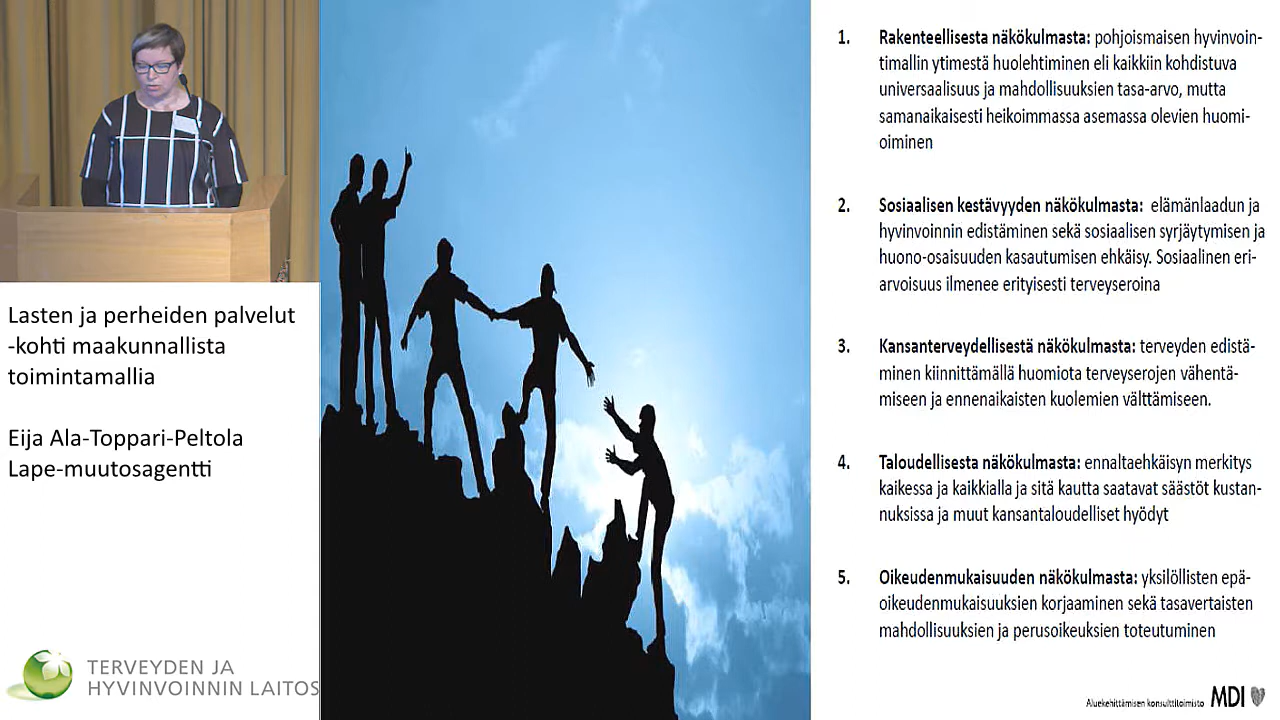 Lasten ja perheiden palvelut
-kohti maakunnallista
toimintamallia
Eija Ala-Toppari-Peltola
Lape-muutosagentti
TERVEYDEN JA
HYVINVOINNIN LAITOS
1. Rakenteellisesta näkökulmasta: pohjoismaisen hyvinvoin-
timallin ytimestä huolehtiminen eli kaikkiin kohdistuva
universaalisuus ja mahdollisuuksien tasa-arvo, mutta
samanaikaisesti heikoimmassa asemassa olevien huomi-
oiminen
2. Sosiaalisen kestävyyden näkökulmasta: elämänlaadun ja
hyvinvoinnin edistäminen sekä sosiaalisen syrjäytymisen ja
huono-osaisuuden kasautumisen ehkäisy. Sosiaalinen eri-
arvoisuus ilmenee erityisesti terveyseroina
3. Kansanterveydellisestä näkökulmasta: terveyden edistä-
minen kiinnittämällä huomiota terveyserojen vähentä-
miseen ja ennenaikaisten kuolemien välttämiseen.
4. Taloudellisesta näkökulmasta: ennaltaehkäisyn merkitys
kaikessa ja kaikkialla ja sitä kautta saatavat säästöt kustan-
nuksissa ja muut kansantaloudelliset hyödyt
5. Oikeudenmukaisuuden näkökulmasta: yksilöllisten epä-
oikeudenmukaisuuksien korjaaminen sekä tasavertaisten
mahdollisuuksien ja perusoikeuksien toteutuminen
Aluekehittämisen konsulttitoimisto MDI